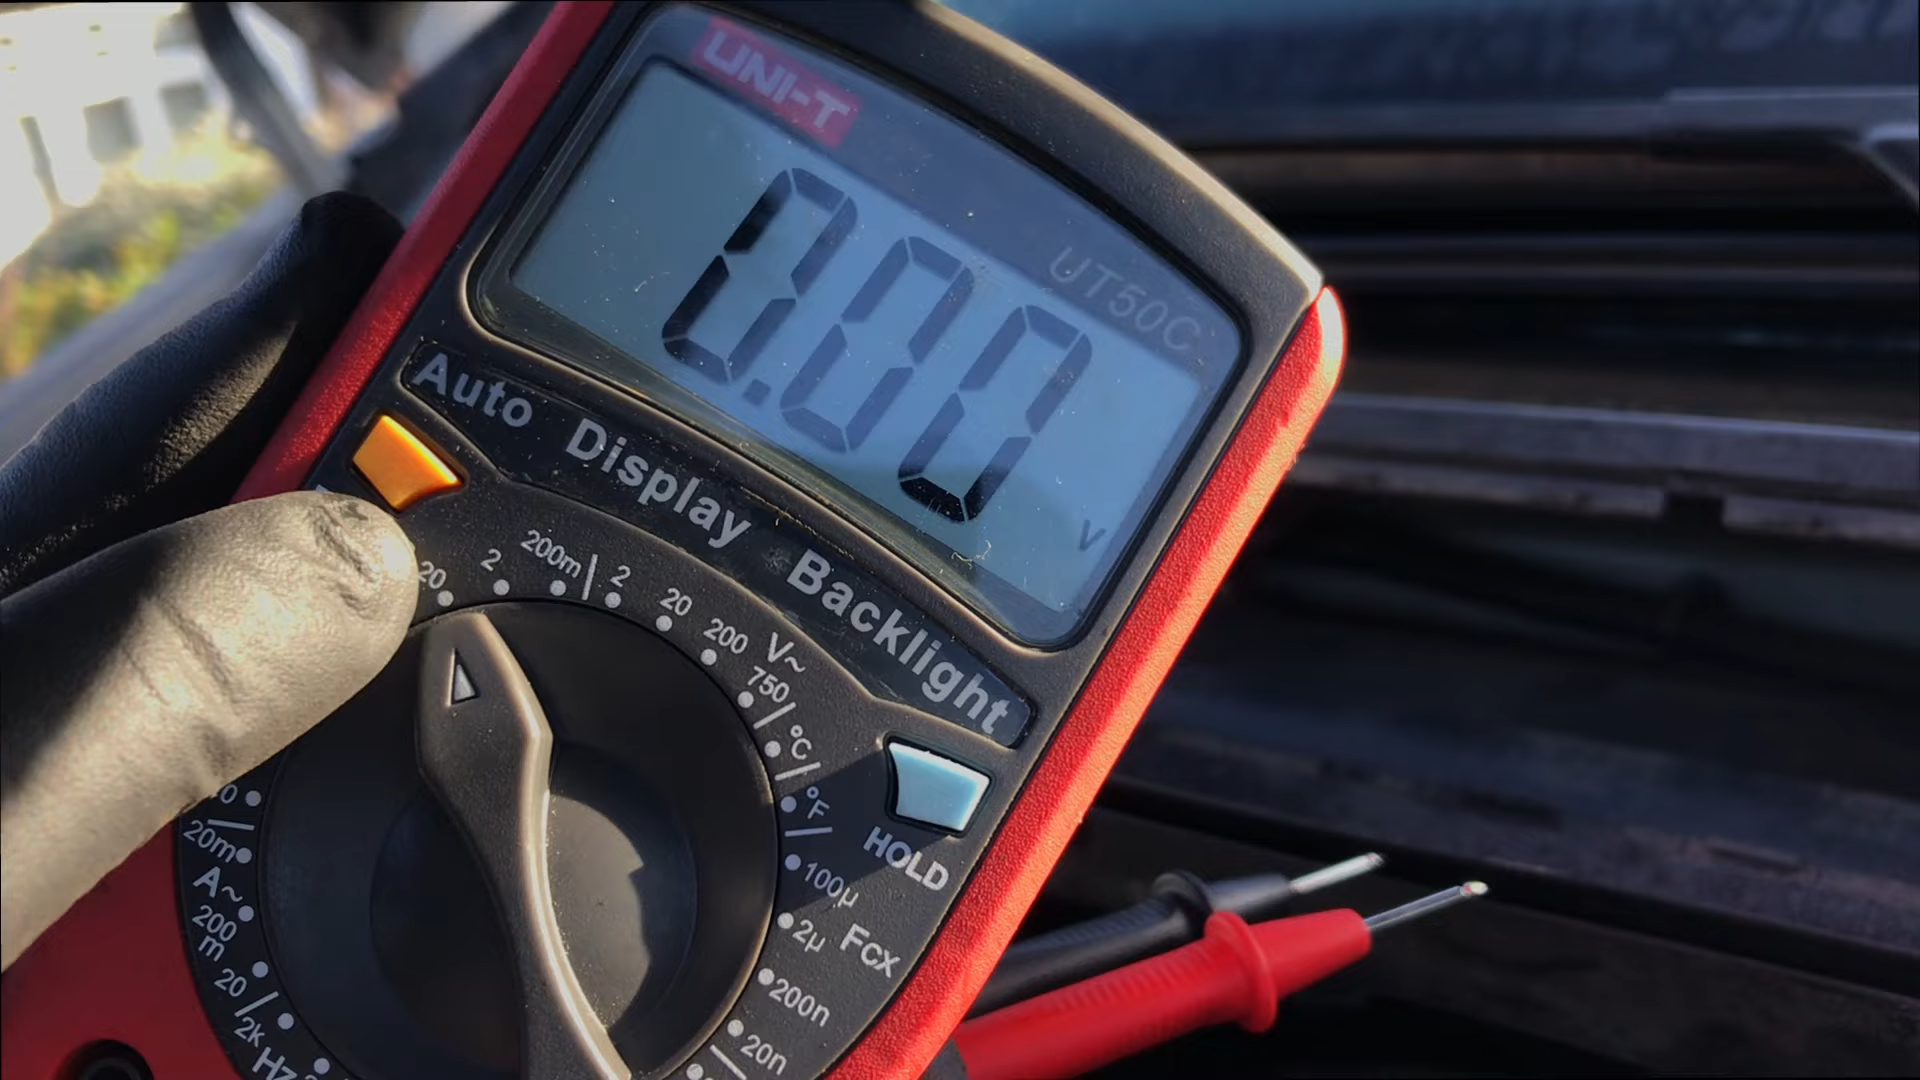 UNI-T
UT50C
0.00
V
Auto Display Backlight
20
2
200m
2
20
200
V~
750
°C
°F
HOLD
100µ
2µ
Fcx
200n
20n
20m
A~
200
m
20
2k
Hz